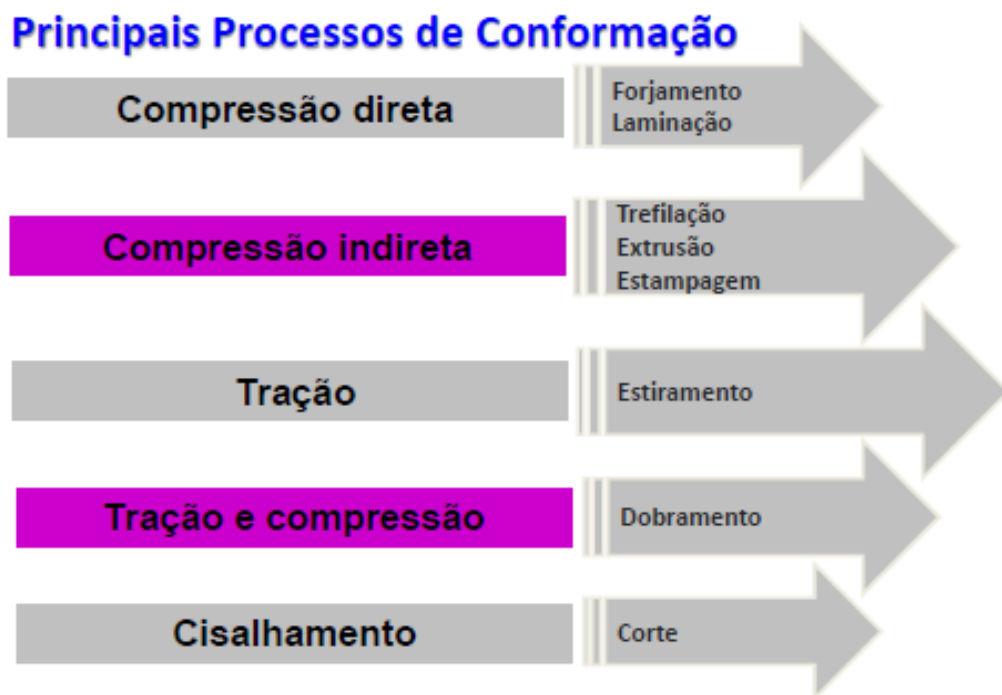 Principais Processos de Conformação
Compressão direta
Forjamento
Laminação
Compressão indireta
Trefilação
Extrusão
Estampagem
Tração
Estiramento
Tração e compressão
Dobramento
Cisalhamento
Corte